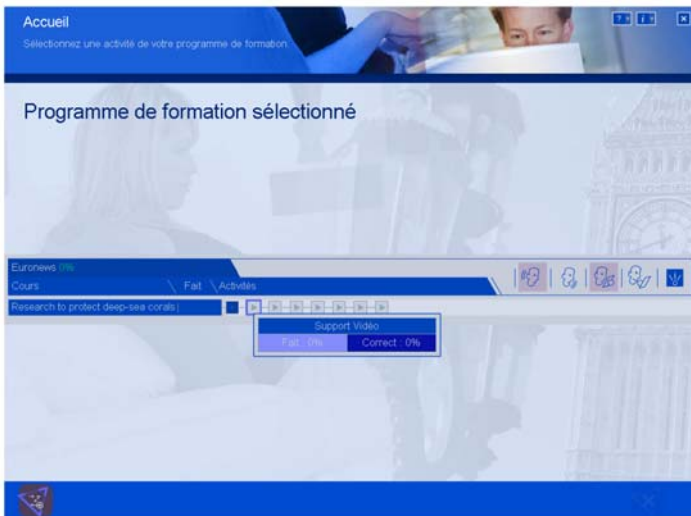 Accueil
Sélectionnez une activité de votre programme de formation.
Programme de formation sélectionné
Euronews 0%
Cours Fait Activités
Research to protect deep-sea corals
Support Vidéo
Fait : 0% Correct : 0%